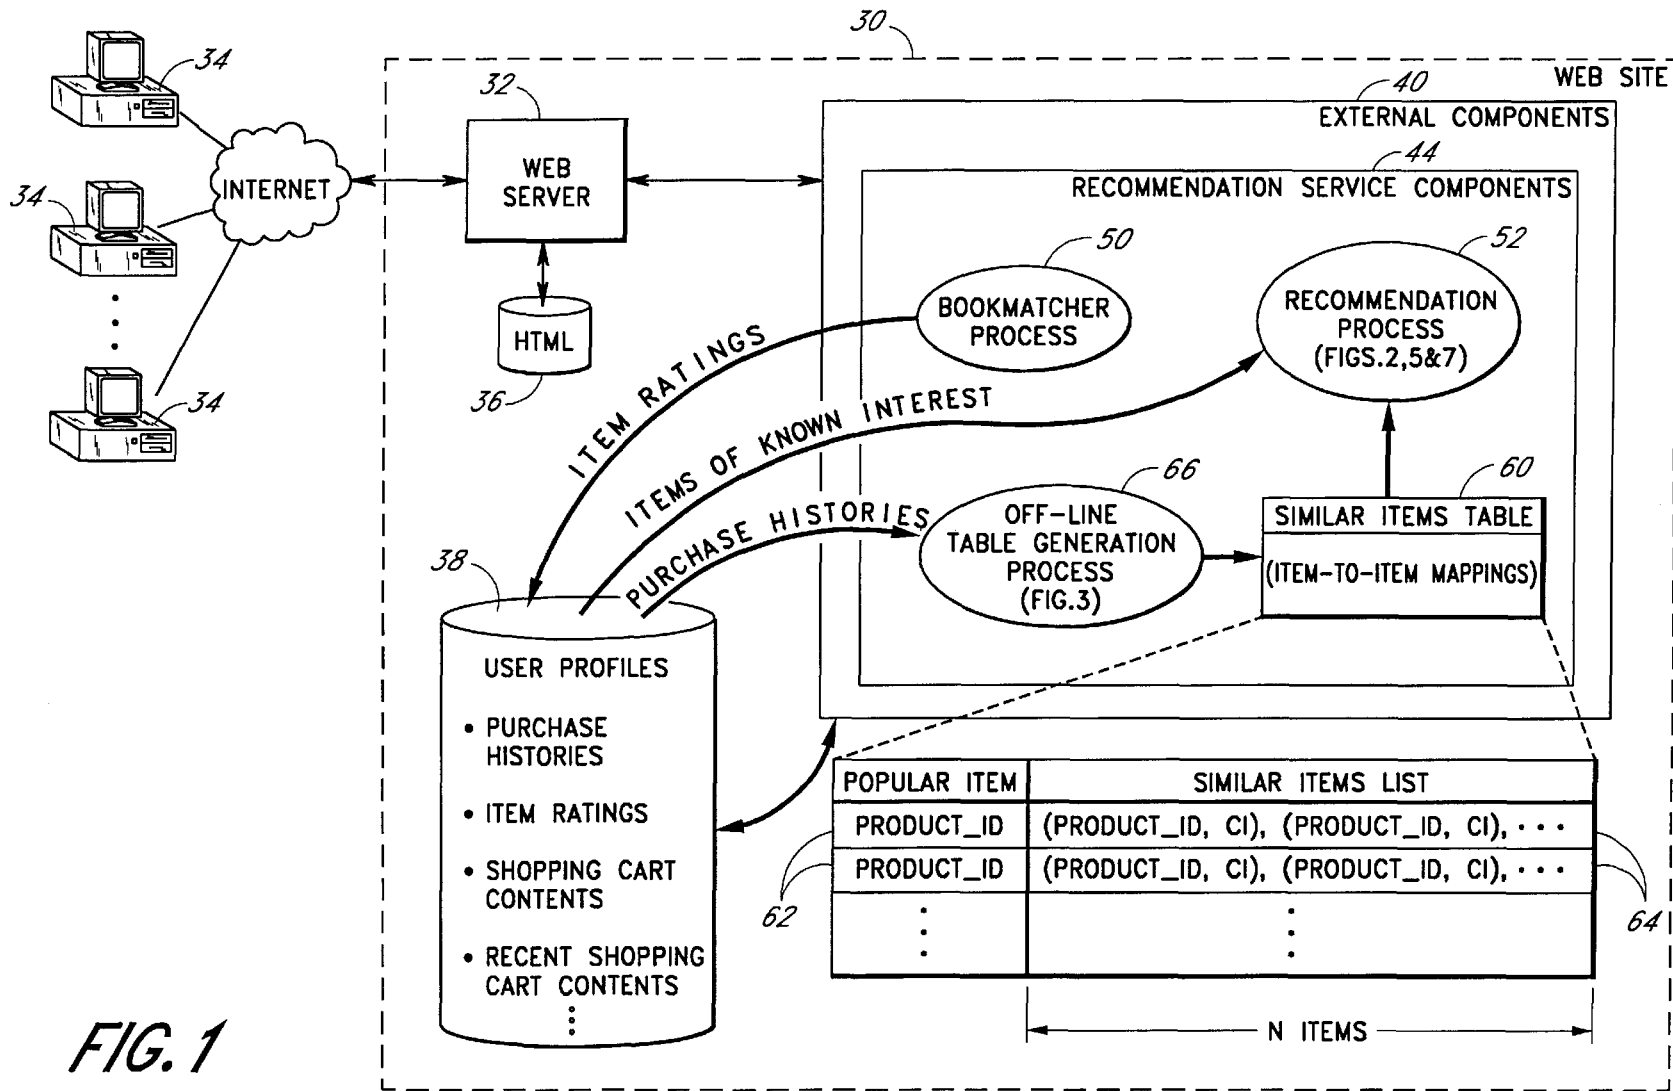 30
WEB SITE
34
34
34
INTERNET
32
WEB
SERVER
HTML
36
40
EXTERNAL COMPONENTS
44
RECOMMENDATION SERVICE COMPONENTS
50
BOOKMATCHER
PROCESS
52
RECOMMENDATION
PROCESS
(FIGS.2,5&7)
ITEM RATINGS
ITEMS OF KNOWN INTEREST
PURCHASE HISTORIES
66
OFF-LINE
TABLE GENERATION
PROCESS
(FIG.3)
60
SIMILAR ITEMS TABLE
(ITEM-TO-ITEM MAPPINGS)
38
USER PROFILES
• PURCHASE
HISTORIES
• ITEM RATINGS
• SHOPPING CART
CONTENTS
• RECENT SHOPPING
CART CONTENTS
POPULAR ITEM SIMILAR ITEMS LIST
PRODUCT_ID (PRODUCT_ID, CI), (PRODUCT_ID, CI), ···
PRODUCT_ID (PRODUCT_ID, CI), (PRODUCT_ID, CI), ···
62
64
N ITEMS
FIG. 1